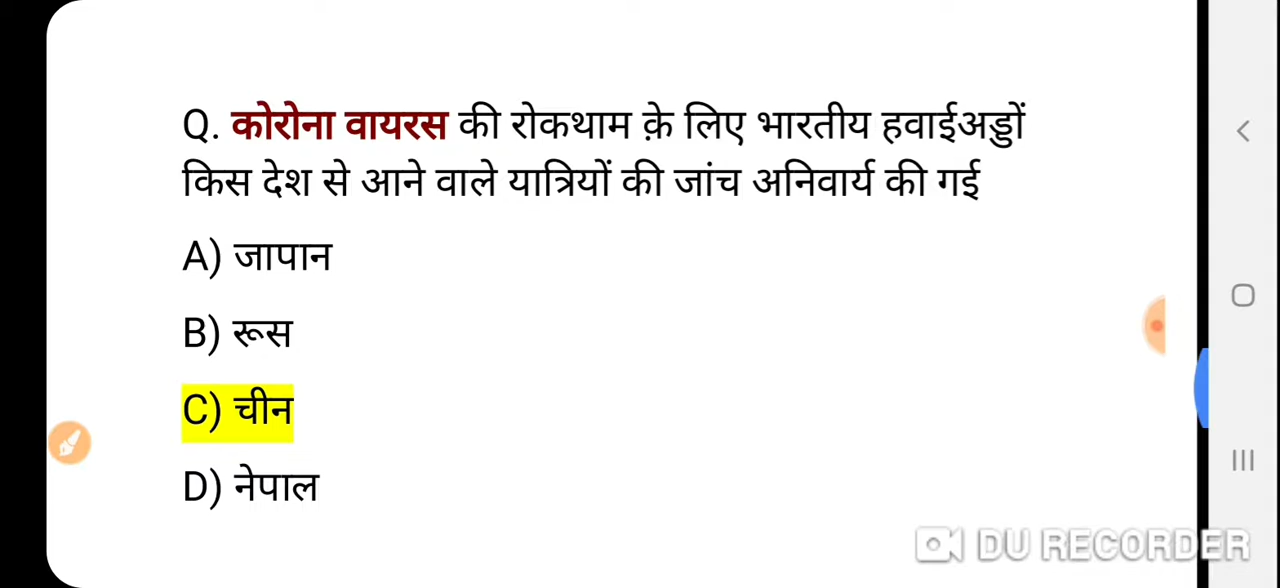 Q. कोरोना वायरस की रोकथाम क़े लिए भारतीय हवाईअड्डों
किस देश से आने वाले यात्रियों की जांच अनिवार्य की गई
A) जापान
B) रूस
C) चीन
D) नेपाल
DU RECORDER